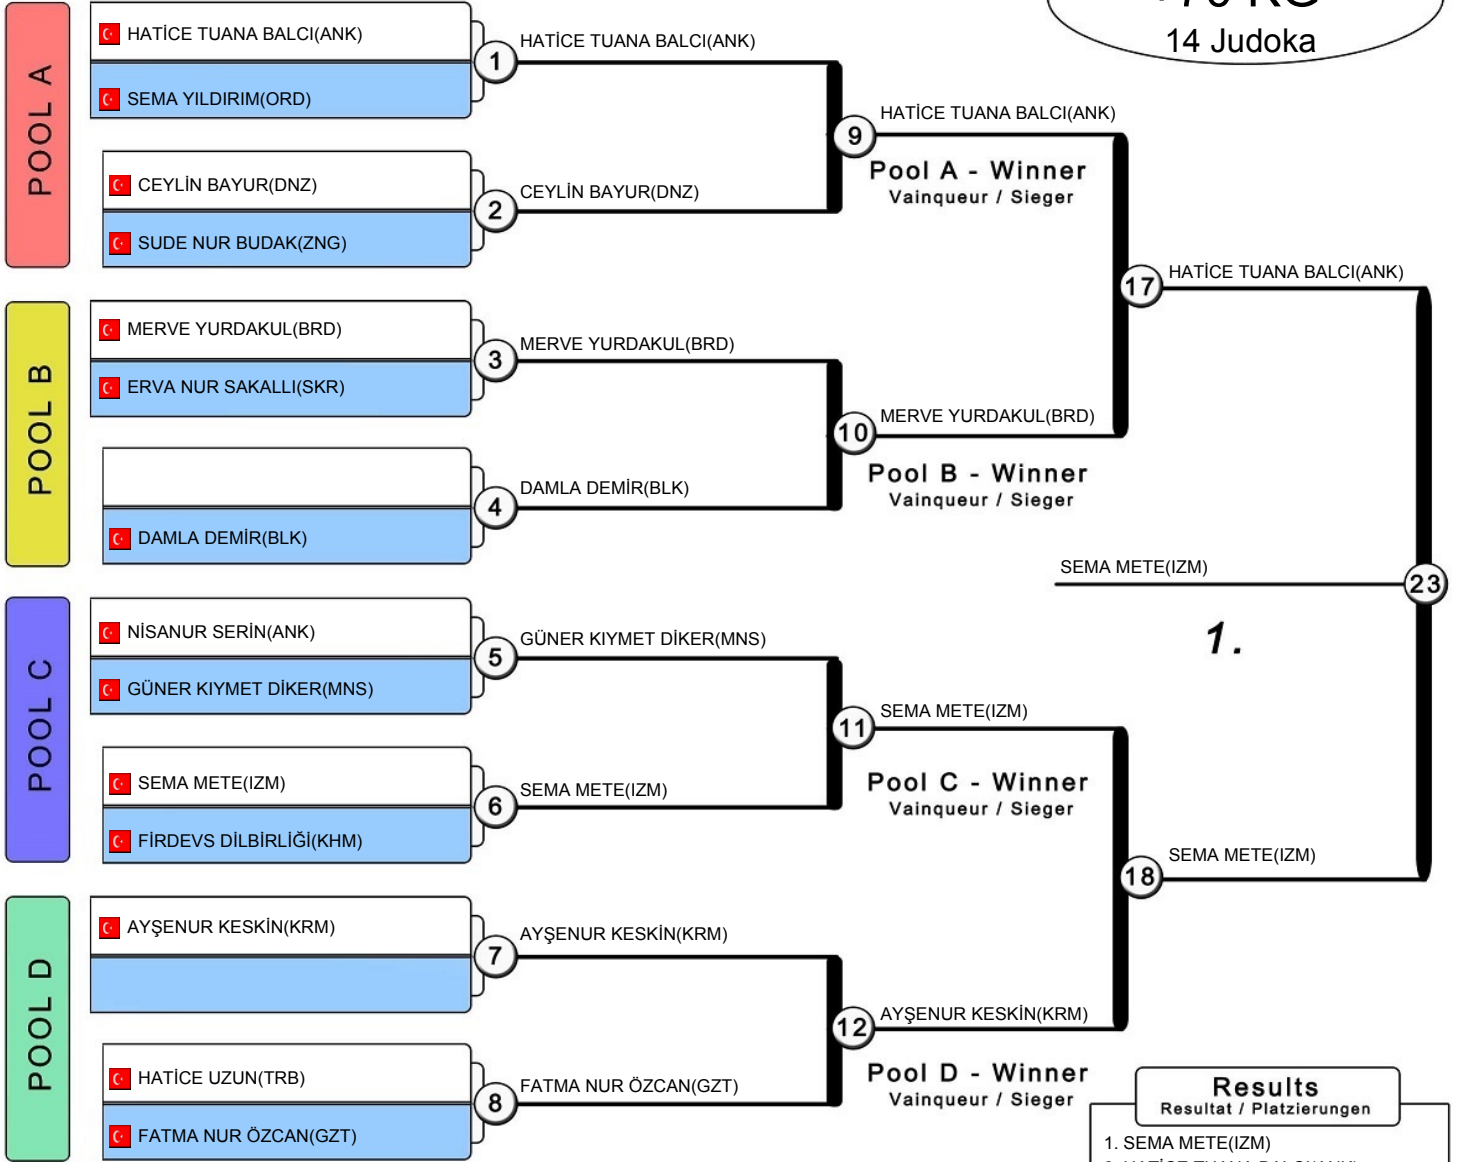 14 Judoka
POOL A
HATİCE TUANA BALCI(ANK)
SEMA YILDIRIM(ORD)
CEYLİN BAYUR(DNZ)
SUDE NUR BUDAK(ZNG)
1
HATİCE TUANA BALCI(ANK)
2
CEYLİN BAYUR(DNZ)
9
HATİCE TUANA BALCI(ANK)
Pool A - Winner
Vainqueur / Sieger
POOL B
MERVE YURDAKUL(BRD)
ERVA NUR SAKALLI(SKR)
DAMLA DEMİR(BLK)
3
MERVE YURDAKUL(BRD)
4
DAMLA DEMİR(BLK)
10
MERVE YURDAKUL(BRD)
Pool B - Winner
Vainqueur / Sieger
17
HATİCE TUANA BALCI(ANK)
POOL C
NİSANUR SERİN(ANK)
GÜNER KIYMET DİKER(MNS)
SEMA METE(IZM)
FİRDEVS DİLBİRLİĞİ(KHM)
5
GÜNER KIYMET DİKER(MNS)
6
SEMA METE(IZM)
11
SEMA METE(IZM)
Pool C - Winner
Vainqueur / Sieger
POOL D
AYŞENUR KESKİN(KRM)
HATİCE UZUN(TRB)
FATMA NUR ÖZCAN(GZT)
7
AYŞENUR KESKİN(KRM)
8
FATMA NUR ÖZCAN(GZT)
12
AYŞENUR KESKİN(KRM)
Pool D - Winner
Vainqueur / Sieger
18
SEMA METE(IZM)
SEMA METE(IZM)
23
1.
Results
Resultat / Platzierungen
1. SEMA METE(IZM)